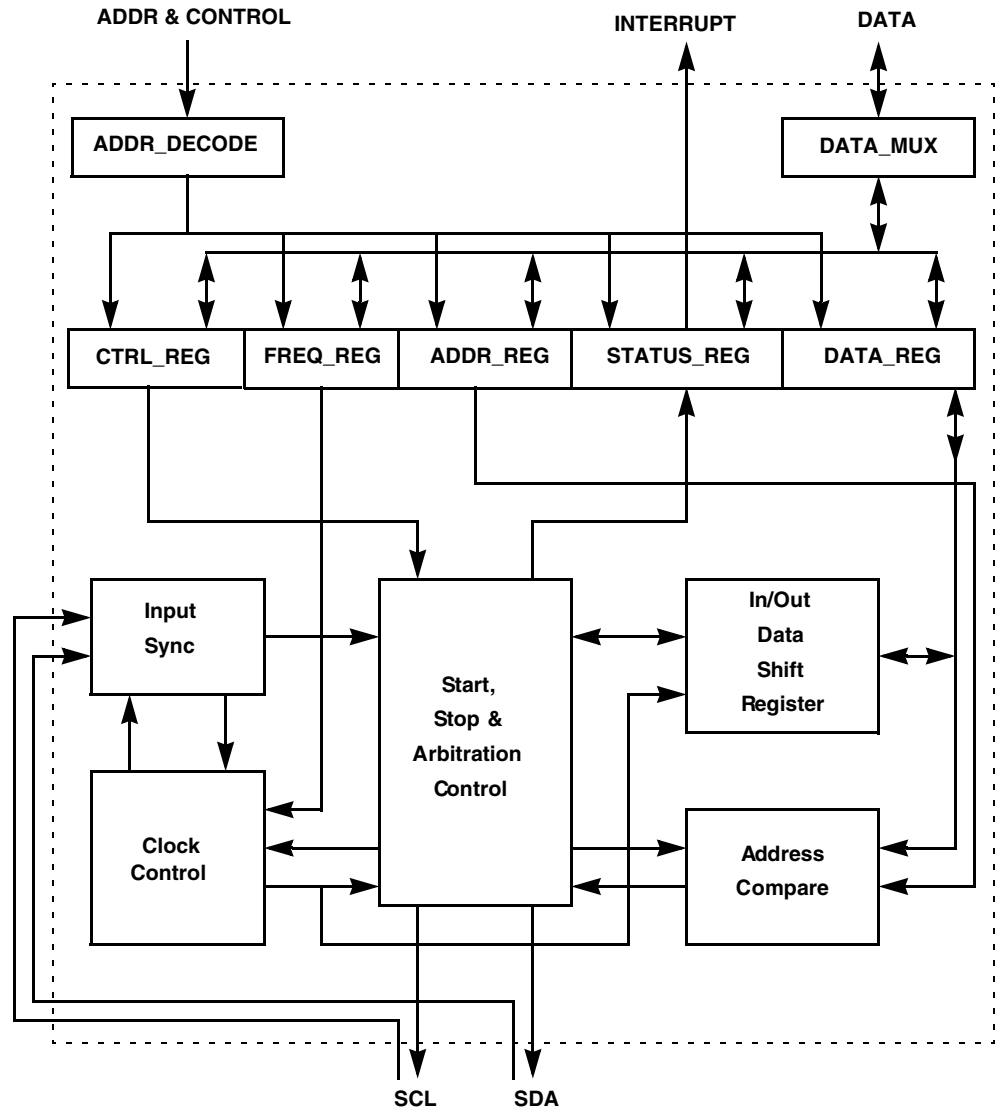 ADDR & CONTROL
INTERRUPT
DATA
ADDR_DECODE
DATA_MUX
CTRL_REG
FREQ_REG
ADDR_REG
STATUS_REG
DATA_REG
Input
Sync
Start,
Stop &
Arbitration
Control
In/Out
Data
Shift
Register
Clock
Control
Address
Compare
SCL
SDA